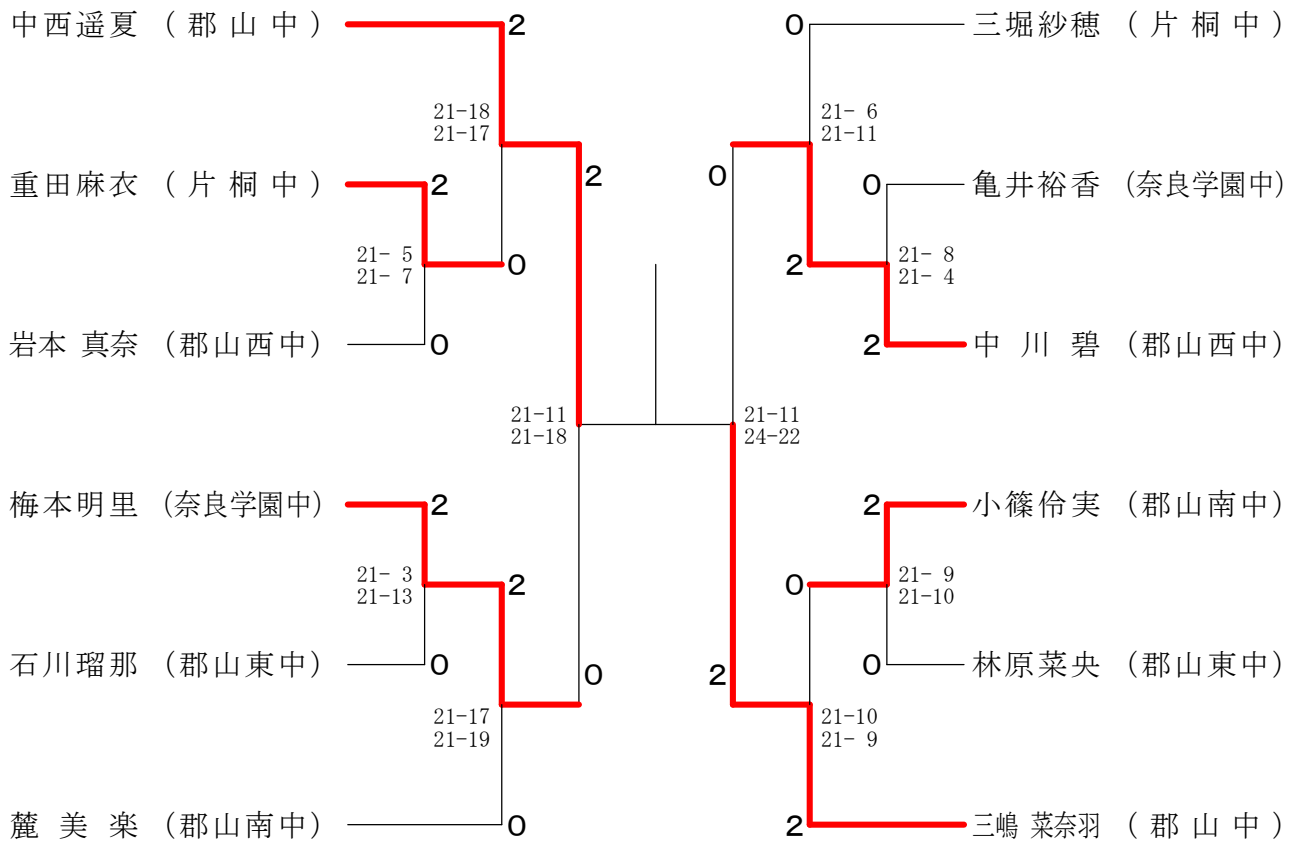 中西遥夏 （ 郡 山 中 ） 2 0 三堀紗穂 （ 片 桐 中 ）
21-18 21- 6
21-17 21-11
重田麻衣 （ 片 桐 中 ） 2 2 0 0 亀井裕香 （奈良学園中）
21- 5 21- 8
21- 7 0 2 21- 4
岩本 真奈 （郡山西中） 0 2 中 川 碧 （郡山西中）
21-11 21-11
21-18 24-22
梅本明里 （奈良学園中） 2 2 小篠伶実 （郡山南中）
21- 3 2 0 21- 9
21-13 21-10
石川瑠那 （郡山東中） 0 0 2 0 林原菜央 （郡山東中）
21-17 21-10
21-19 21- 9
麓 美 楽 （郡山南中） 0 2 三嶋 菜奈羽 （ 郡 山 中 ）